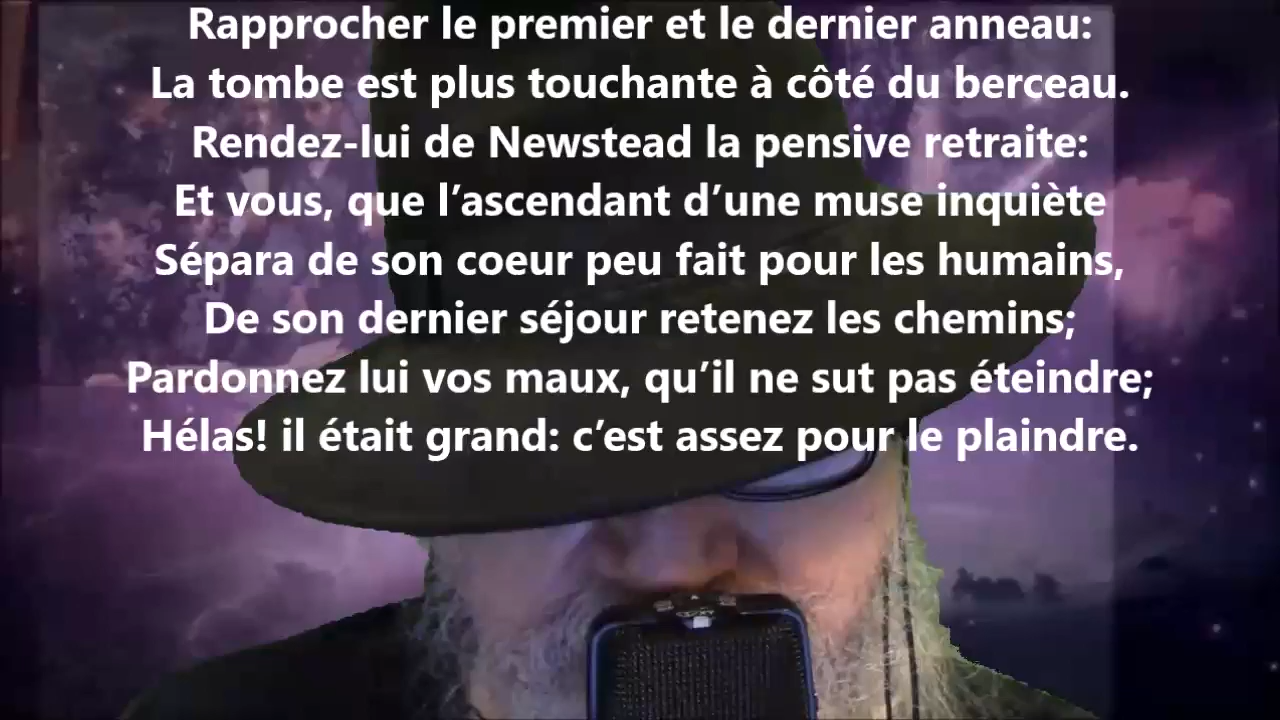 Rapprocher le premier et le dernier anneau:
La tombe est plus touchante à côté du berceau.
Rendez-lui de Newstead la pensive retraite:
Et vous, que l’ascendant d’une muse inquiète
Sépara de son coeur peu fait pour les humains,
De son dernier séjour retenez les chemins;
Pardonnez lui vos maux, qu’il ne sut pas éteindre;
Hélas! il était grand: c’est assez pour le plaindre.